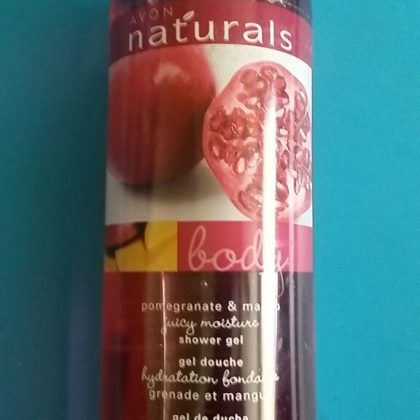 AVON
naturals
body
pomegranate & mango
juicy moisture
shower gel
gel douche
hydratation fondante
grenade et mangue
gel de ducha